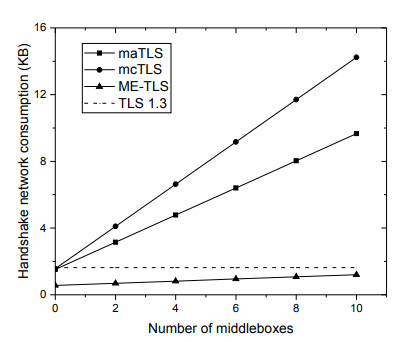 16
12
8
4
0
Handshake network consumption (KB)
maTLS
mcTLS
ME-TLS
TLS 1.3
0 2 4 6 8 10
Number of middleboxes